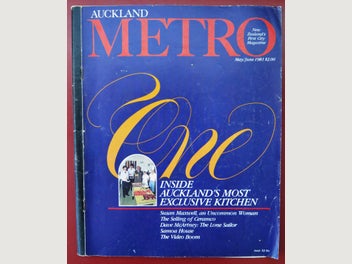 AUCKLAND
METRO
New
Zealand's
First City
Magazine
May/June 1981 $2.00
One
INSIDE
AUCKLAND'S MOST
EXCLUSIVE KITCHEN
Susan Maxwell, an Uncommon Woman
The Selling of Ceramco
Dave McArtney: The Lone Sailor
Samoa House
The Video Boom